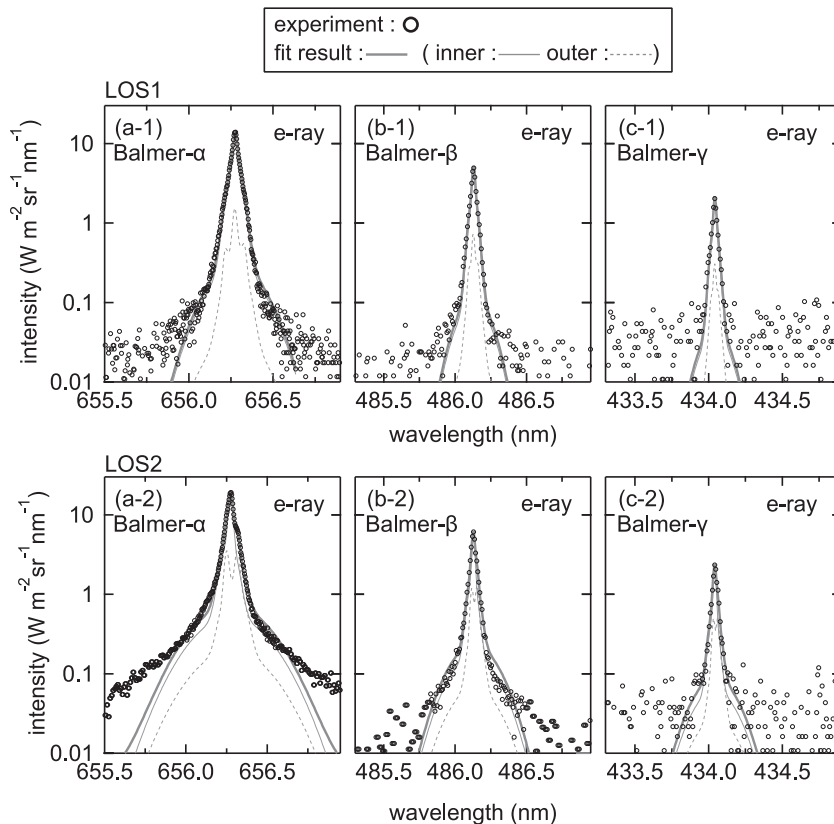 experiment :
fit result : ( inner : outer : )
LOS1
(a-1) e-ray
Balmer-α
(b-1) e-ray
Balmer-β
(c-1) e-ray
Balmer-γ
intensity (W m⁻² sr⁻¹ nm⁻¹)
10
1
0.1
0.01
655.5 656.0 656.5
485.5 486.0 486.5
433.5 434.0 434.5
wavelength (nm)
LOS2
(a-2) e-ray
Balmer-α
(b-2) e-ray
Balmer-β
(c-2) e-ray
Balmer-γ
intensity (W m⁻² sr⁻¹ nm⁻¹)
10
1
0.1
0.01
655.5 656.0 656.5
485.5 486.0 486.5
433.5 434.0 434.5
wavelength (nm)